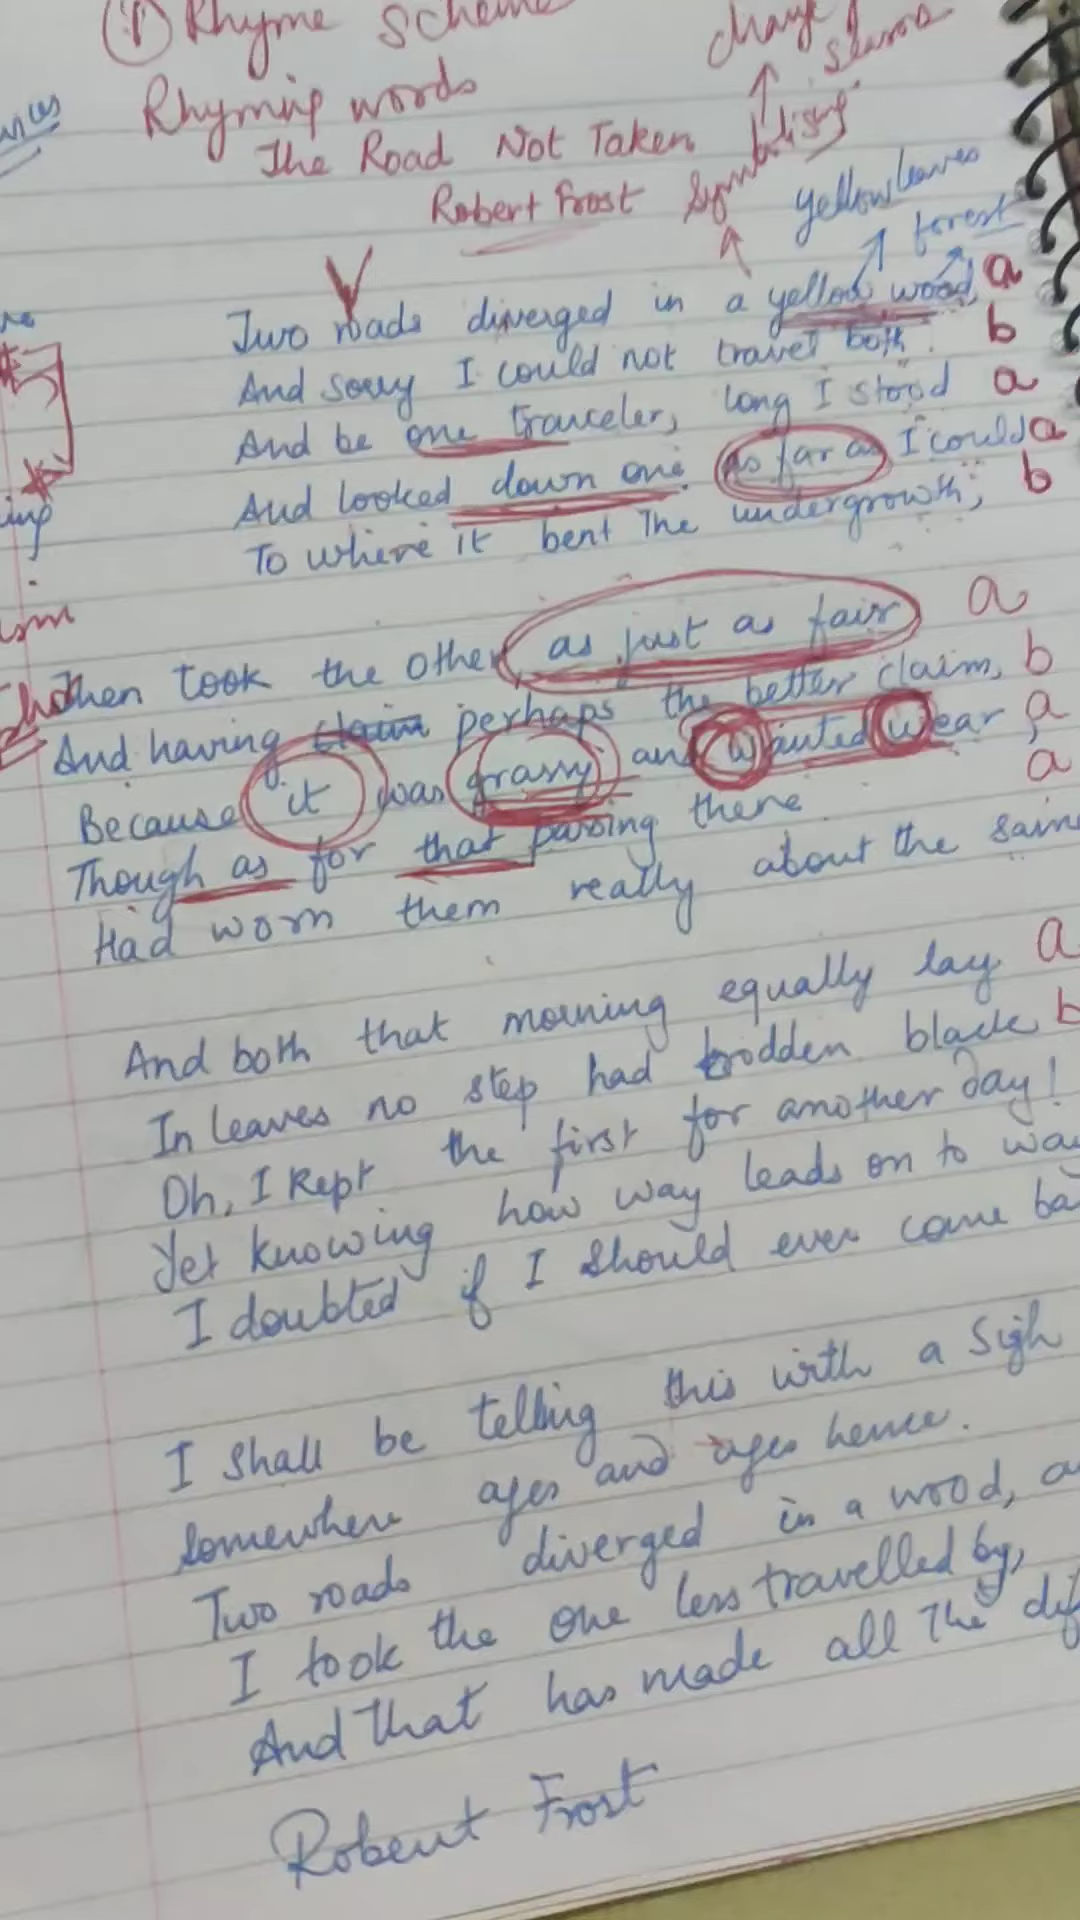 (1) Rhyme Scheme
change
Rhyming words
The Road Not Taken
Symbolising
Robert Frost
yellow leaves
forest
Two roads diverged in a yellow wood, a
And sorry I could not travel both. b
And be one traveler, long I stood a
And looked down one as far as I could a
To where it bent The undergrowth; b
Then took the other as just as fair a
And having claim perhaps the better claim, b
Because it was grassy and wanted wear, a
Though as for that passing there a
Had worn them really about the same
And both that morning equally lay a
In leaves no step had trodden black b
Oh, I kept the first for another day!
Yet knowing how way leads on to way
I doubted if I should ever come ba
I shall be telling this with a sigh
Somewhere ages and ages hence.
Two roads diverged in a wood, a
I took the one less travelled by,
And That has made all The dif
Robert Frost